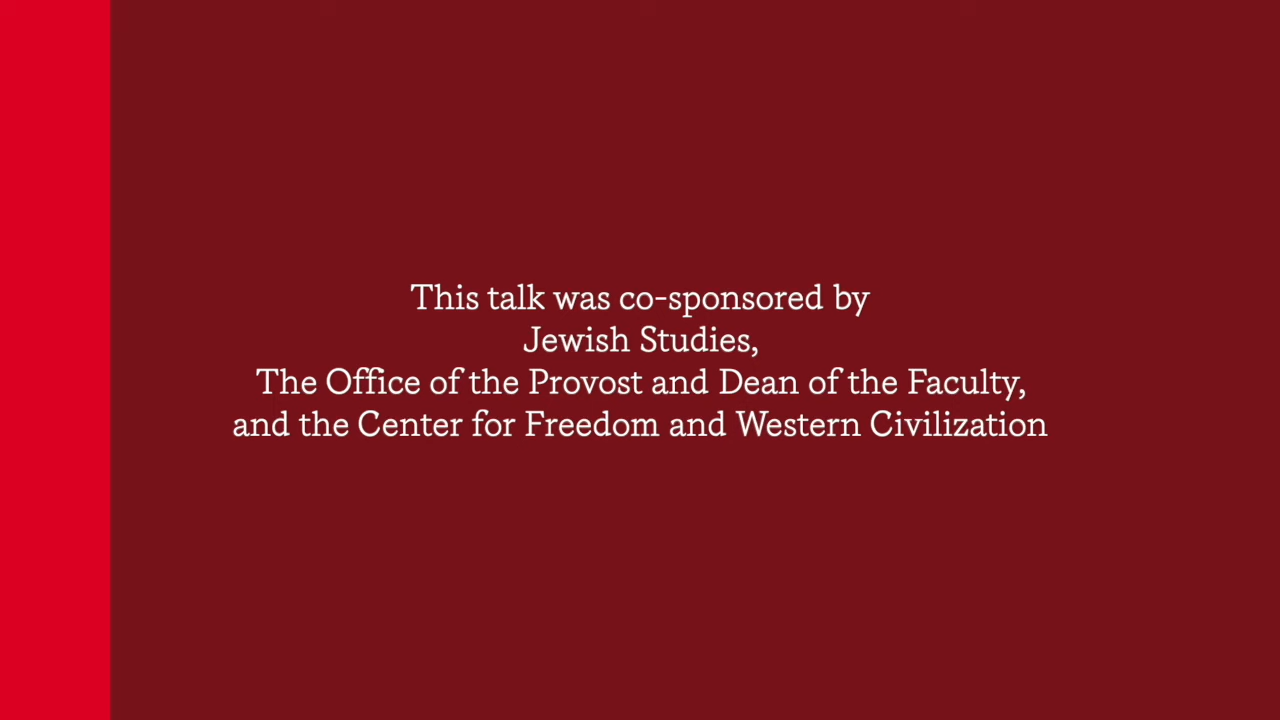 This talk was co-sponsored by
Jewish Studies,
The Office of the Provost and Dean of the Faculty,
and the Center for Freedom and Western Civilization